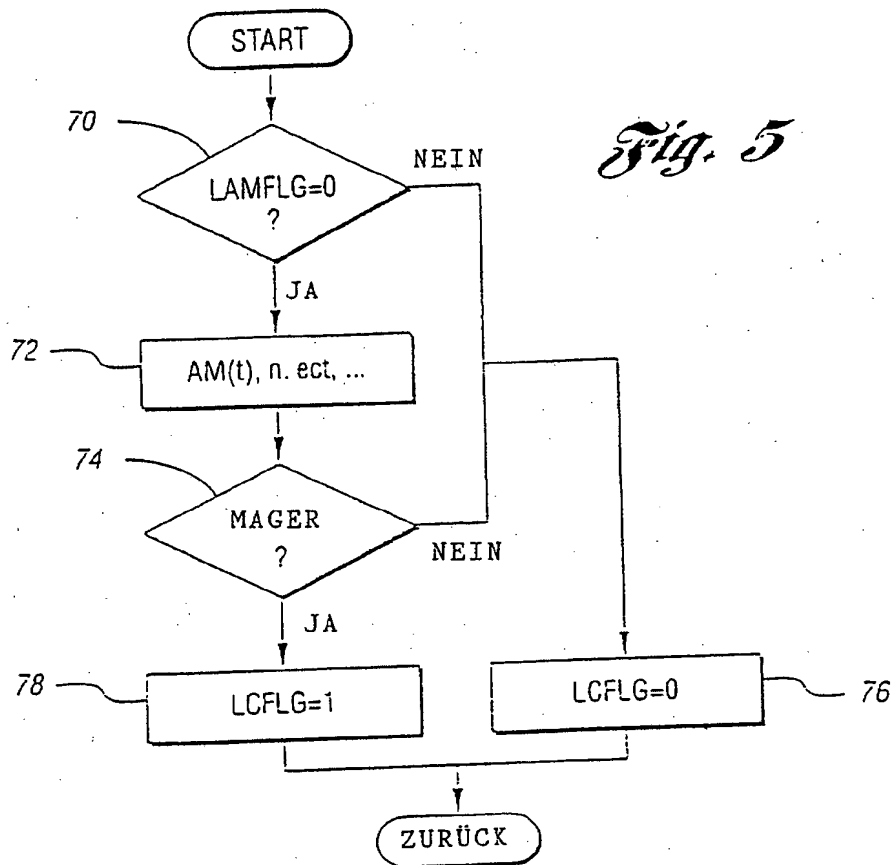 START
Fig. 5
70
LAMFLG=0
?
NEIN
JA
72
AM(t), n. ect, ...
74
MAGER
?
NEIN
JA
78
LCFLG=1
LCFLG=0
76
ZURÜCK